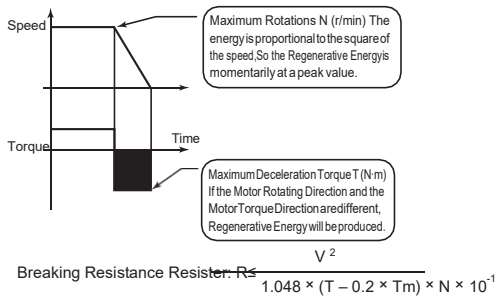 Speed
Maximum Rotations N (r/min) The
energy is proportional to the square of
the speed,So the Regenerative Energy is
momentarily at a peak value.
Torque
Time
Maximum Deceleration Torque T (N·m)
If the Motor Rotating Direction and the
Motor Torque Direction are different,
Regenerative Energy will be produced.
V 2
Breaking Resistance Resister: R≤
1.048 × (T – 0.2 × Tm) × N × 10-1